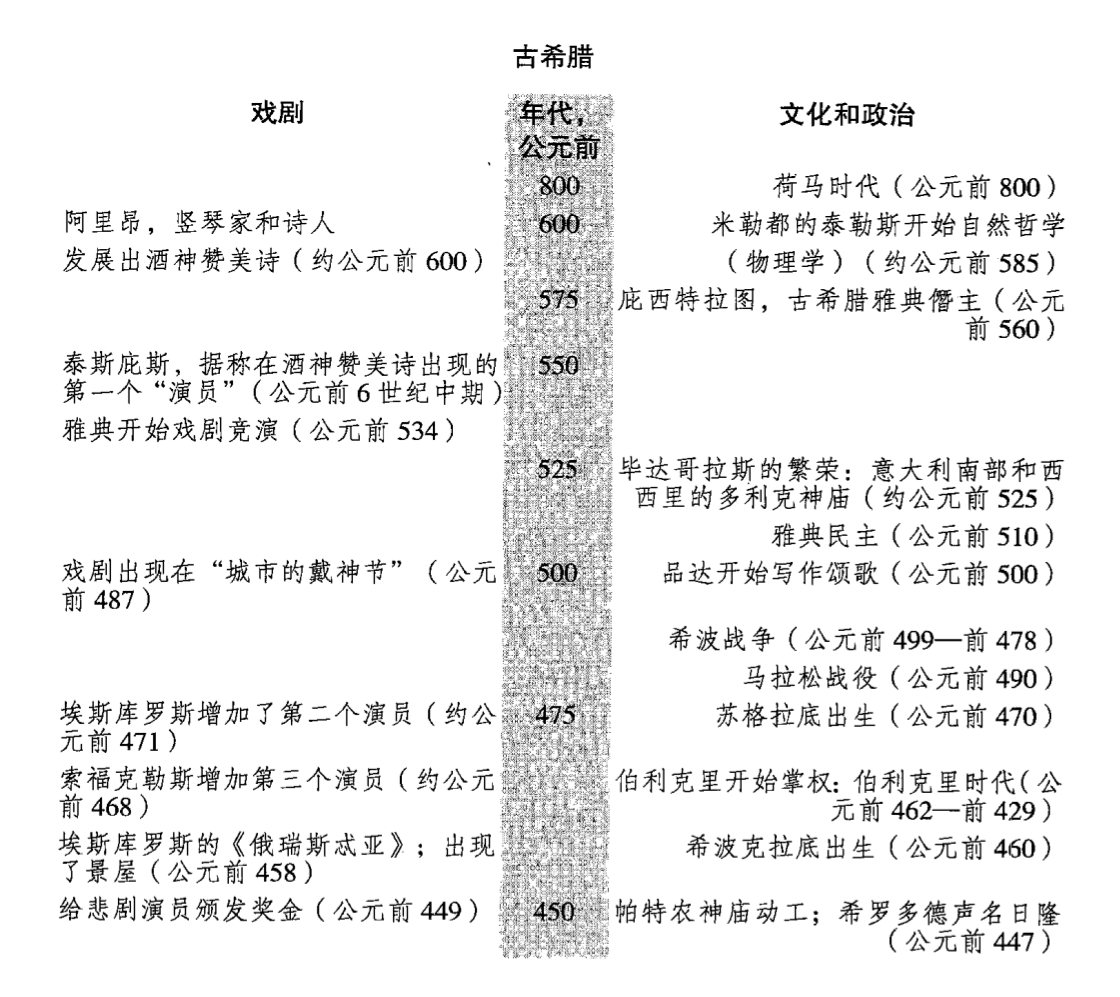 古希腊
戏剧
年代，
公元前
文化和政治
800
荷马时代（公元前 800）
阿里昂，竖琴家和诗人
600
米勒都的泰勒斯开始自然哲学
发展出酒神赞美诗（约公元前 600）
（物理学）（约公元前 585）
575
庇西特拉图，古希腊雅典僭主（公元
前 560）
泰斯庇斯，据称在酒神赞美诗出现的
第一个“演员”（公元前 6 世纪中期）
550
雅典开始戏剧竞演（公元前 534）
525
毕达哥拉斯的繁荣：意大利南部和西
西里的多利克神庙（约公元前 525）
雅典民主（公元前 510）
戏剧出现在“城市的戴神节”（公元
前 487）
500
品达开始写作颂歌（公元前 500）
希波战争（公元前 499—前 478）
马拉松战役（公元前 490）
埃斯库罗斯增加了第二个演员（约公
元前 471）
475
苏格拉底出生（公元前 470）
索福克勒斯增加第三个演员（约公元
前 468）
伯利克里开始掌权：伯利克里时代（公
元前 462—前 429）
埃斯库罗斯的《俄瑞斯忒亚》；出现
了景屋（公元前 458）
希波克拉底出生（公元前 460）
给悲剧演员颁发奖金（公元前 449）
450
帕特农神庙动工；希罗多德声名日隆
（公元前 447）